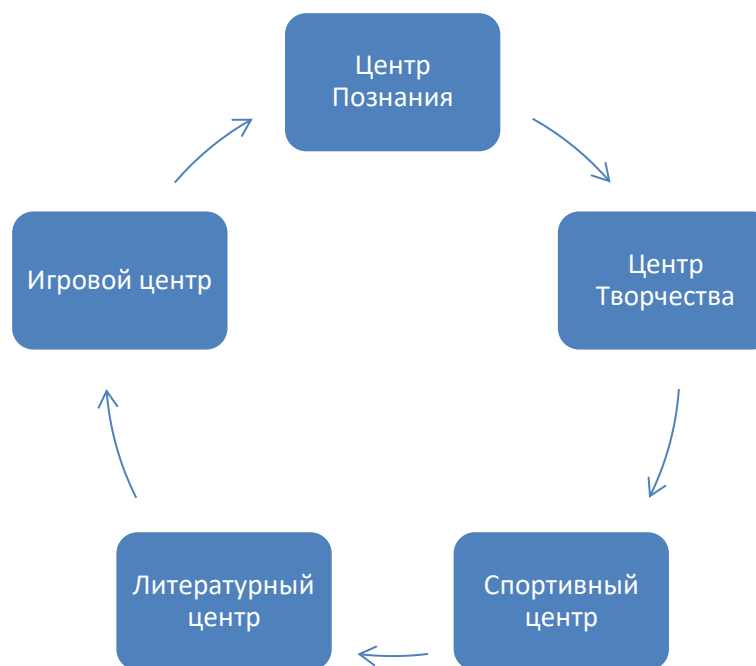 Центр
Познания
Центр
Творчества
Спортивный
центр
Литературный
центр
Игровой центр